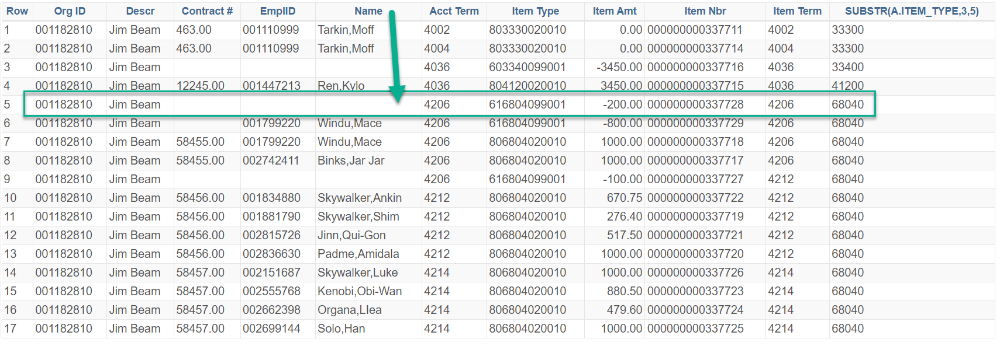 Row Org ID Descr Contract # EmplID Name Acct Term Item Type Item Amt Item Nbr Item Term SUBSTR(A.ITEM_TYPE,3,5)
1 001182810 Jim Beam 463.00 001110999 Tarkin,Moff 4002 803330020010 0.00 000000000337711 4002 33300
2 001182810 Jim Beam 463.00 001110999 Tarkin,Moff 4004 803330020010 0.00 000000000337714 4004 33300
3 001182810 Jim Beam 4036 603340099001 -3450.00 000000000337716 4036 33400
4 001182810 Jim Beam 12245.00 001447213 Ren,Kylo 4036 804120020010 3450.00 000000000337715 4036 41200
5 001182810 Jim Beam 4206 616804099001 -200.00 000000000337728 4206 68040
6 001182810 Jim Beam 001799220 Windu,Mace 4206 616804099001 -800.00 000000000337729 4206 68040
7 001182810 Jim Beam 58455.00 001799220 Windu,Mace 4206 806804020010 1000.00 000000000337718 4206 68040
8 001182810 Jim Beam 58455.00 002742411 Binks,Jar Jar 4206 806804020010 1000.00 000000000337717 4206 68040
9 001182810 Jim Beam 4206 616804099001 -100.00 000000000337727 4212 68040
10 001182810 Jim Beam 58456.00 001834880 Skywalker,Ankin 4212 806804020010 670.75 000000000337722 4212 68040
11 001182810 Jim Beam 58456.00 001881790 Skywalker,Shim 4212 806804020010 276.40 000000000337719 4212 68040
12 001182810 Jim Beam 58456.00 002815726 Jinn,Qui-Gon 4212 806804020010 517.50 000000000337721 4212 68040
13 001182810 Jim Beam 58456.00 002836630 Padme,Amidala 4212 806804020010 1000.00 000000000337720 4212 68040
14 001182810 Jim Beam 58457.00 002151687 Skywalker,Luke 4214 806804020010 1000.00 000000000337726 4214 68040
15 001182810 Jim Beam 58457.00 002555768 Kenobi,Obi-Wan 4214 806804020010 880.50 000000000337723 4214 68040
16 001182810 Jim Beam 58457.00 002662398 Organa,LIea 4214 806804020010 479.60 000000000337724 4214 68040
17 001182810 Jim Beam 58457.00 002699144 Solo,Han 4214 806804020010 1000.00 000000000337725 4214 68040